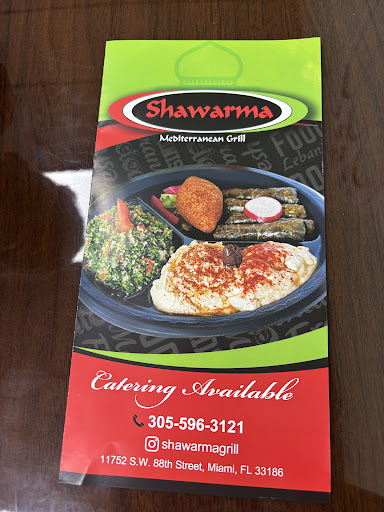 Shawarma
Mediterranean Grill
Catering Available
305-596-3121
shawarmagrill
11752 S.W. 88th Street, Miami, FL 33186